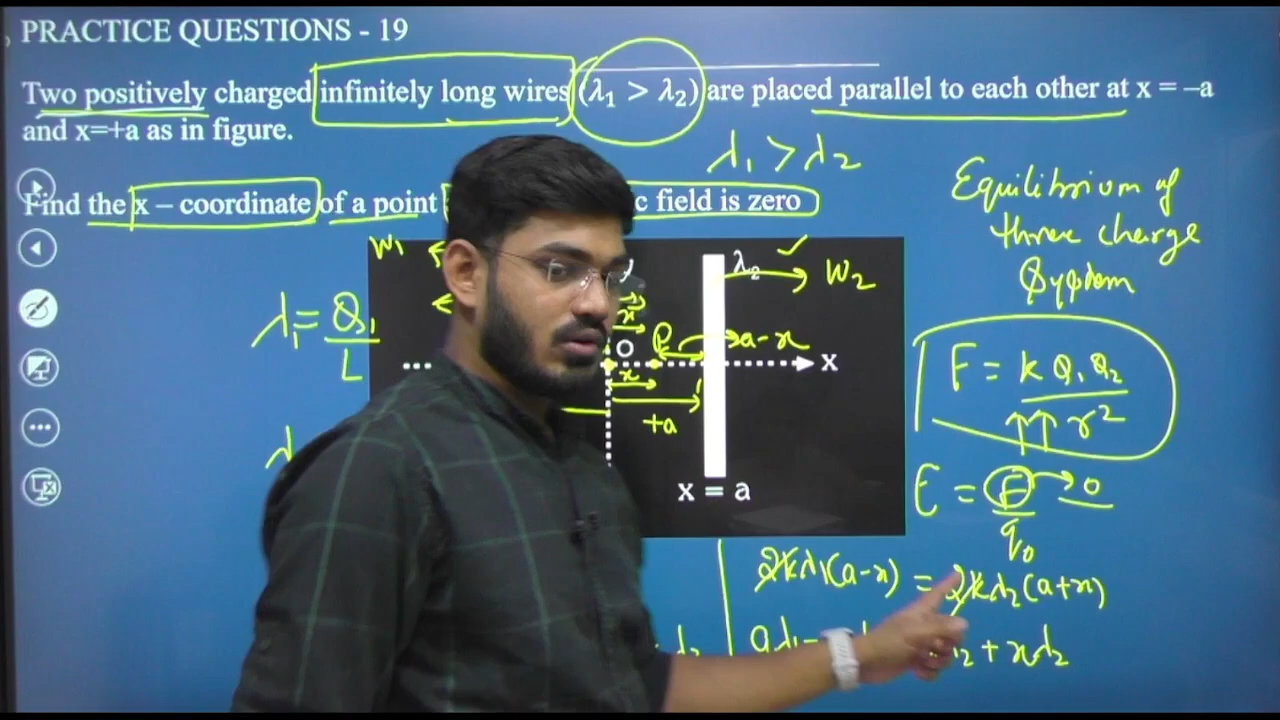 PRACTICE QUESTIONS - 19
Two positively charged infinitely long wires (λ₁ > λ₂) are placed parallel to each other at x = –a
and x=+a as in figure.
λ₁ > λ₂
Find the x – coordinate of a point field is zero
Equilibrium of
three charge
System
W₁
λ₂
W₂
λ₁ = Q₁/L
x
O
P
a-x
x
x
+a
λ
x = a
F = k Q₁ Q₂ / r²
E = F/q₀ → 0
2kλ₁(a-x) = 2kλ₂(a+x)
aλ₁- + xλ₂